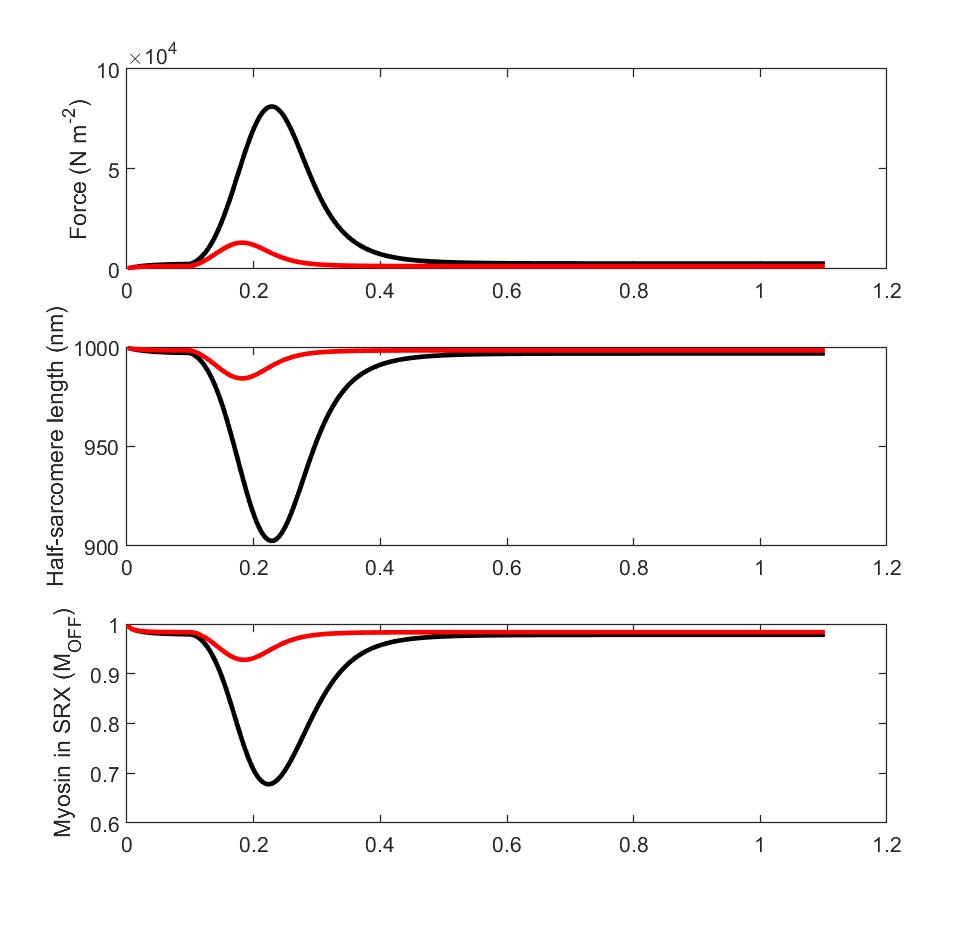 ×10^4
10
5
0
Force (N m^-2)
0 0.2 0.4 0.6 0.8 1 1.2
1000
950
900
Half-sarcomere length (nm)
0 0.2 0.4 0.6 0.8 1 1.2
1
0.9
0.8
0.7
0.6
Myosin in SRX (M_OFF)
0 0.2 0.4 0.6 0.8 1 1.2